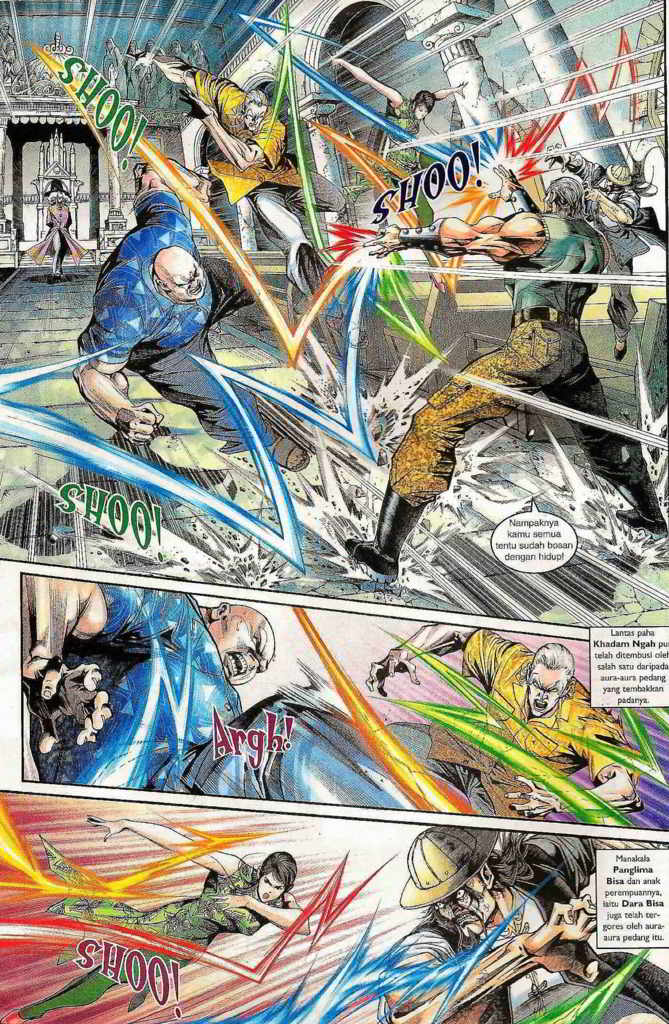 SHOO!
SHOO!
SHOO!
Nampaknya
kamu semua
tentu sudah bosan
dengan hidup!
Lantas paha
Khadam Ngah pun
telah ditembusi oleh
salah satu daripada
aura-aura pedang
yang tembakkan
padanya.
Argh!
Manakala
Panglima
Bisa dan anak
perempuannya,
iaitu Dara Bisa
juga telah ter-
gores oleh aura-
aura pedang itu.
SHOO!